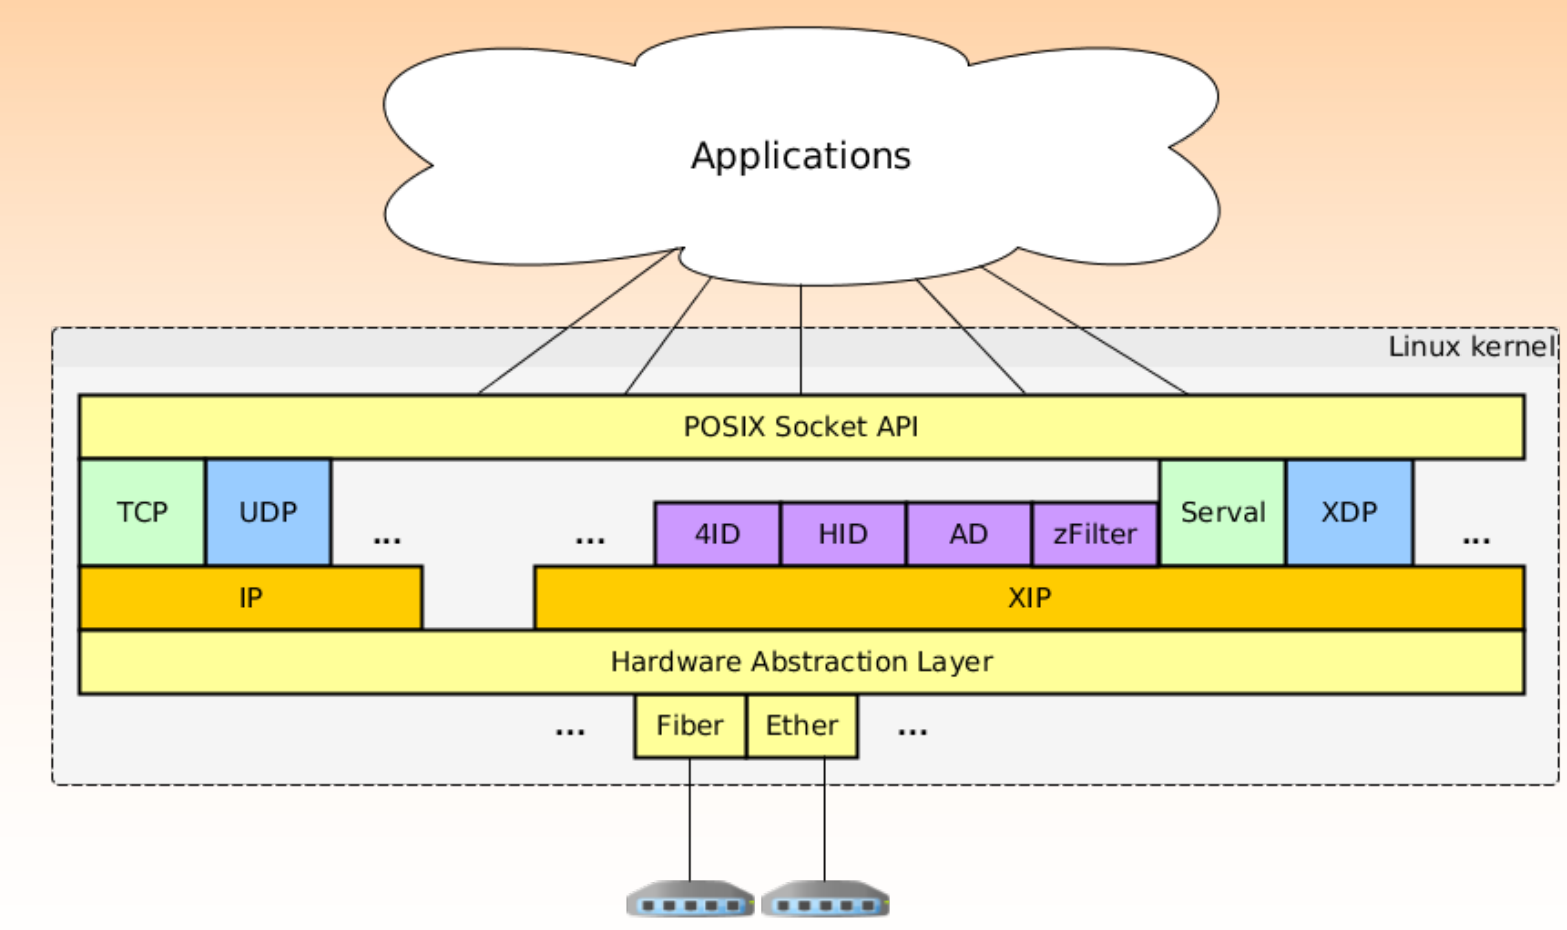 Applications
Linux kernel
POSIX Socket API
TCP
UDP
...
...
4ID
HID
AD
zFilter
Serval
XDP
...
IP
XIP
Hardware Abstraction Layer
...
Fiber
Ether
...